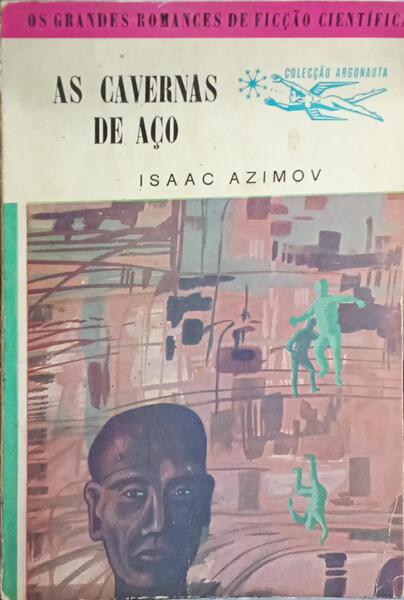 OS GRANDES ROMANCES DE FICÇÃO CIENTÍFICA
COLECÇÃO ARGONAUTA
AS CAVERNAS
DE AÇO
ISAAC AZIMOV